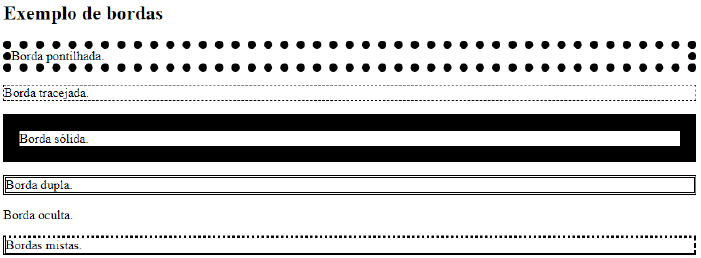 Exemplo de bordas
Borda pontilhada.
Borda tracejada.
Borda sólida.
Borda dupla.
Borda oculta.
Bordas mistas.